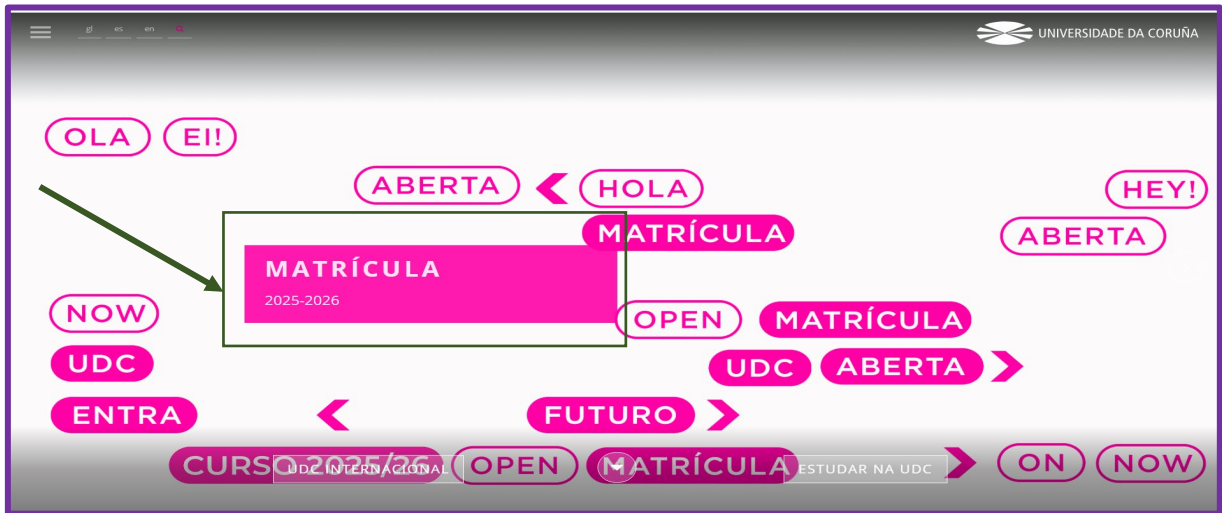 gl es en
UNIVERSIDADE DA CORUÑA
OLA EI!
ABERTA HOLA HEY!
MATRÍCULA ABERTA
MATRÍCULA
2025-2026
NOW OPEN MATRÍCULA
UDC UDC ABERTA
ENTRA FUTURO
CURSO 2025/26 OPEN MATRÍCULA ON NOW
UDC INTERNACIONAL ESTUDAR NA UDC